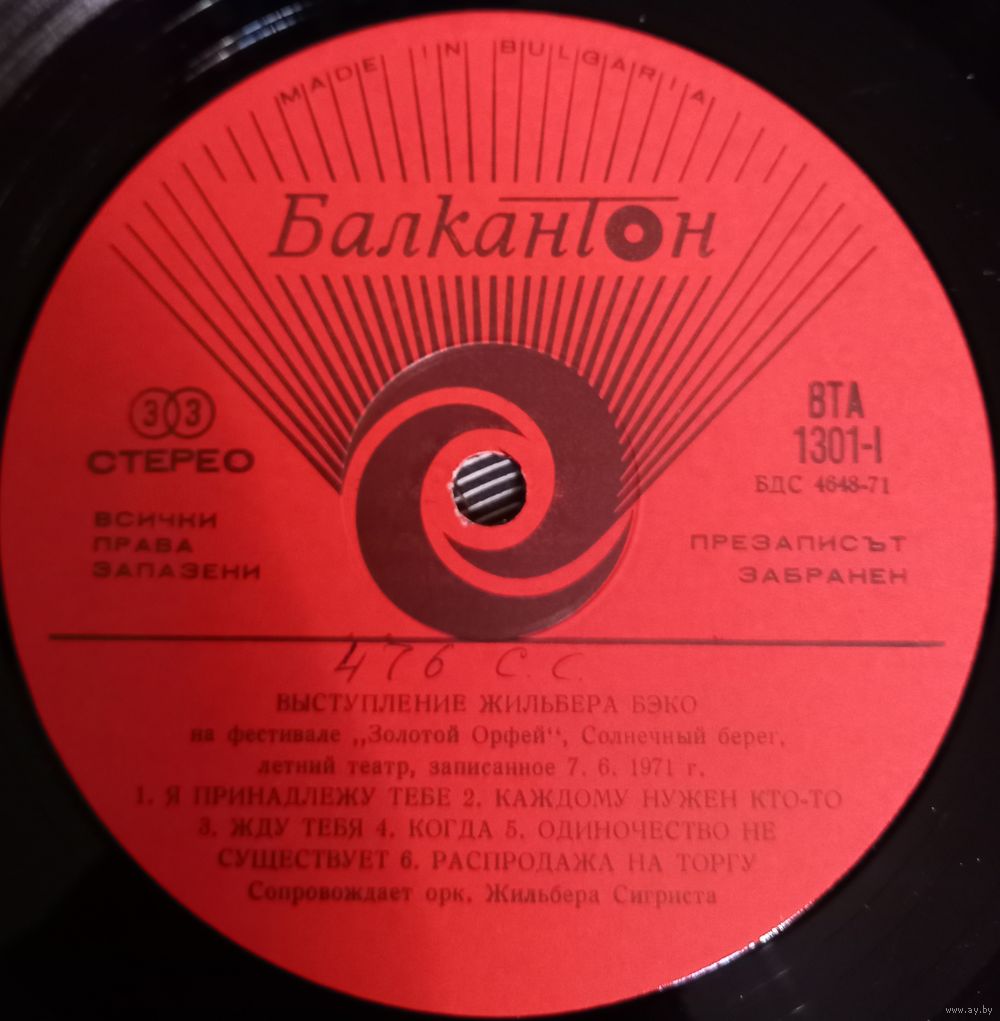 MADE IN BULGARIA
Балкантон
33
СТЕРЕО
ВТА
1301-I
БДС 4648-71
ВСИЧКИ
ПРАВА
ЗАПАЗЕНИ
ПРЕЗАПИСЪТ
ЗАБРАНЕН
476 С.С.
ВЫСТУПЛЕНИЕ ЖИЛЬБЕРА БЭКО
на фестивале „Золотой Орфей“, Солнечный берег,
летний театр, записанное 7. 6. 1971 г.
1. Я ПРИНАДЛЕЖУ ТЕБЕ 2. КАЖДОМУ НУЖЕН КТО-ТО
3. ЖДУ ТЕБЯ 4. КОГДА 5. ОДИНОЧЕСТВО НЕ
СУЩЕСТВУЕТ 6. РАСПРОДАЖА НА ТОРГУ
Сопровождает орк. Жильбера Сигриста
www.ay.by